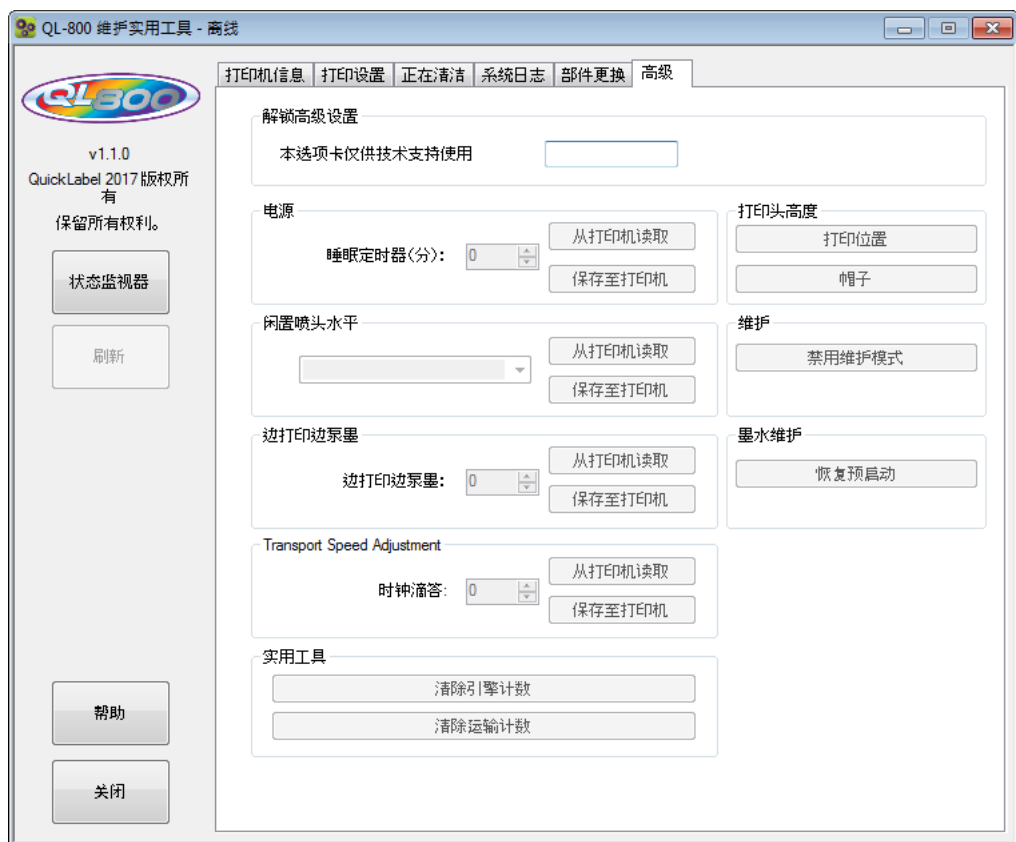 QL-800 维护实用工具 - 离线
QL800
v1.1.0
QuickLabel 2017 版权所
有
保留所有权利。
状态监视器
刷新
帮助
关闭
打印机信息
打印设置
正在清洁
系统日志
部件更换
高级
解锁高级设置
本选项卡仅供技术支持使用
电源
睡眠定时器(分):
0
从打印机读取
保存至打印机
打印头高度
打印位置
帽子
闲置喷头水平
从打印机读取
保存至打印机
维护
禁用维护模式
边打印边泵墨
边打印边泵墨:
0
从打印机读取
保存至打印机
墨水维护
恢复预启动
Transport Speed Adjustment
时钟滴答:
0
从打印机读取
保存至打印机
实用工具
清除引擎计数
清除运输计数